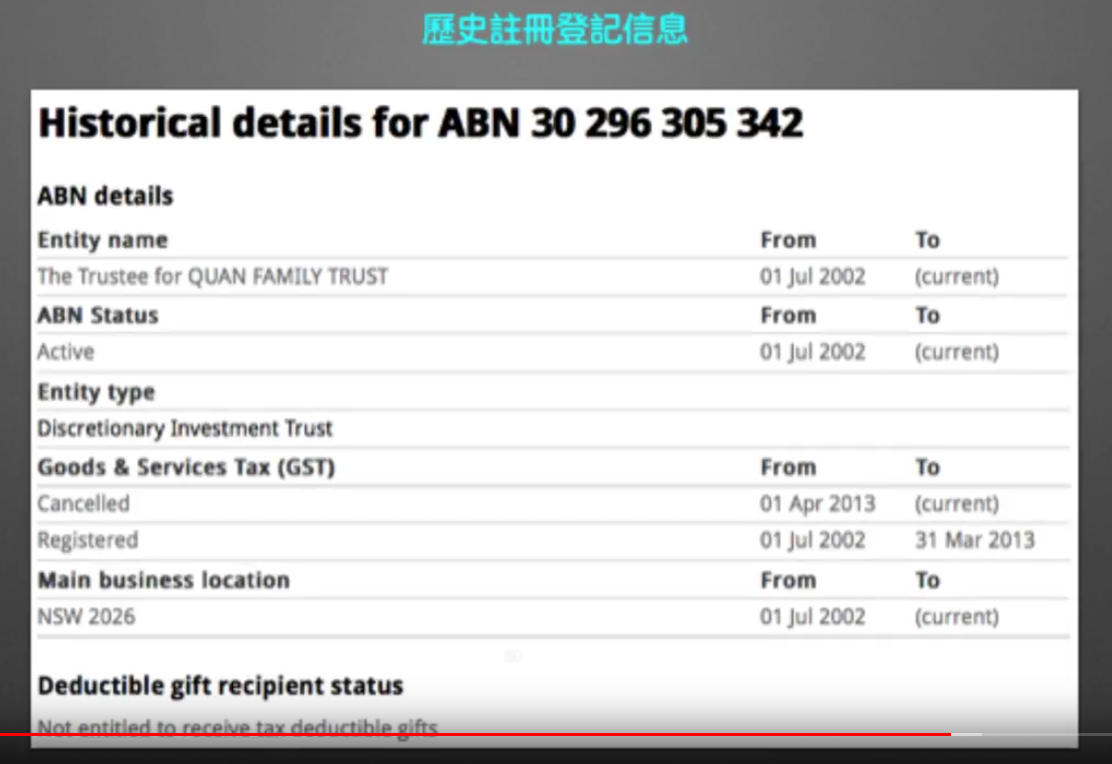 歷史註冊登記信息
Historical details for ABN 30 296 305 342
ABN details
Entity name From To
The Trustee for QUAN FAMILY TRUST 01 Jul 2002 (current)
ABN Status From To
Active 01 Jul 2002 (current)
Entity type
Discretionary Investment Trust
Goods & Services Tax (GST) From To
Cancelled 01 Apr 2013 (current)
Registered 01 Jul 2002 31 Mar 2013
Main business location From To
NSW 2026 01 Jul 2002 (current)
Deductible gift recipient status
Not entitled to receive tax deductible gifts